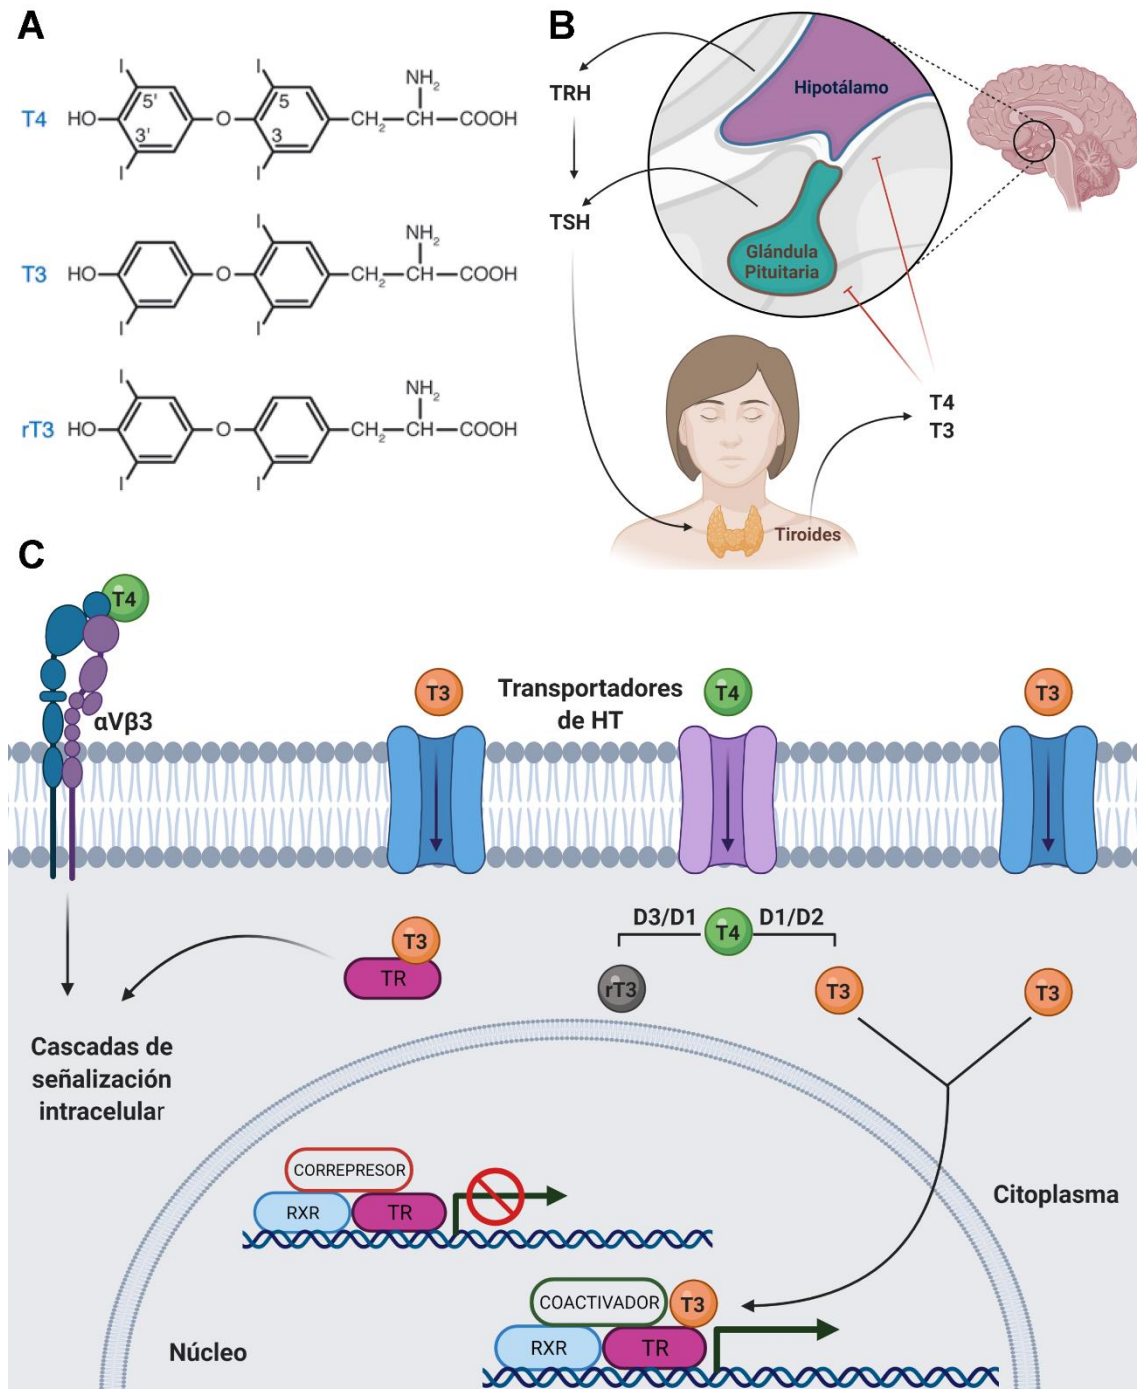 A
T4
I
I
5'
5
3'
3
HO
O
CH2
NH2
CH
COOH
I
I
T3
HO
O
CH2
NH2
CH
COOH
I
I
I
rT3
I
HO
O
CH2
NH2
CH
COOH
I
I
B
TRH
TSH
Hipotálamo
Glándula
Pituitaria
T4
T3
Tiroides
C
T4
αVβ3
T3
Transportadores
de HT
T4
T3
T3
TR
D3/D1
T4
D1/D2
rT3
T3
T3
Cascadas de
señalización
intracelular
CORREPRESOR
RXR
TR
Citoplasma
COACTIVADOR
T3
RXR
TR
Núcleo